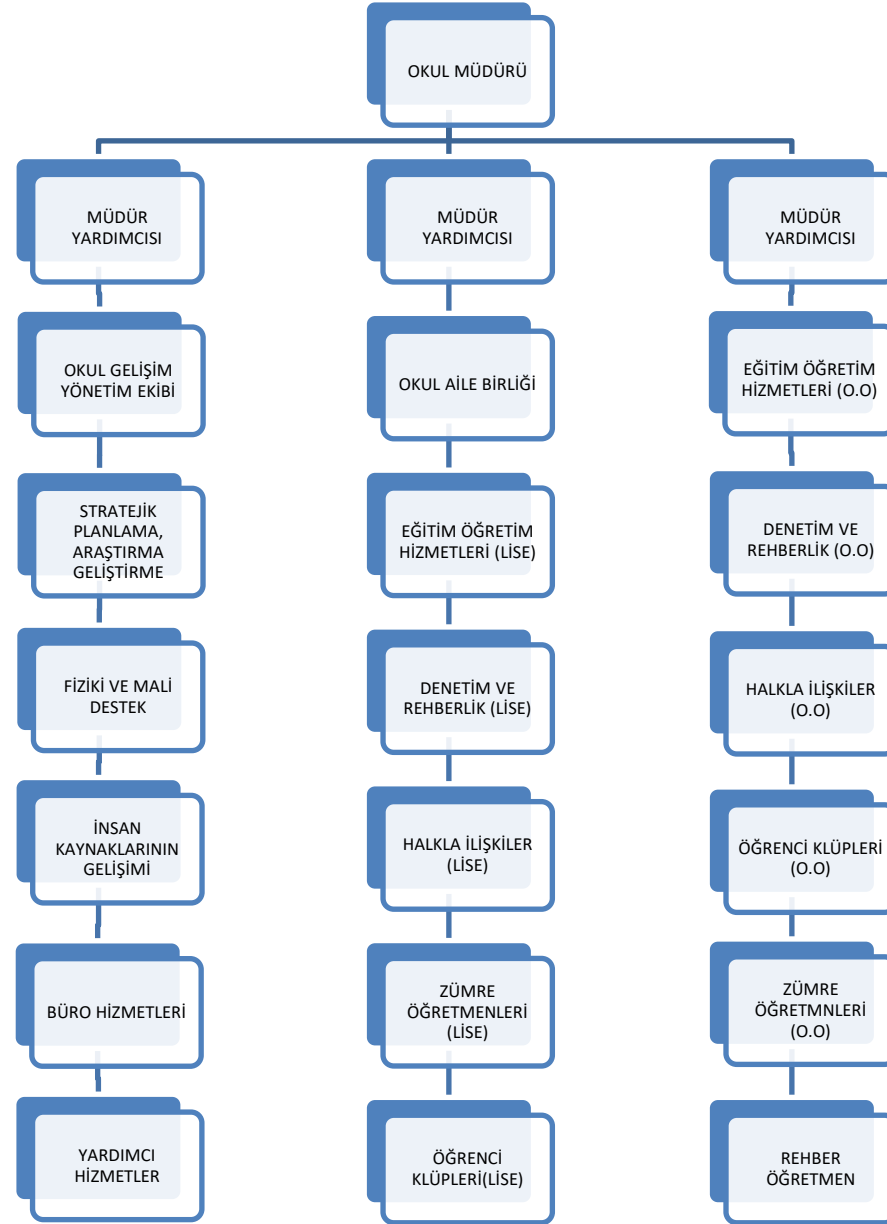 OKUL MÜDÜRÜ
MÜDÜR
YARDIMCISI
OKUL GELİŞİM
YÖNETİM EKİBİ
STRATEJİK
PLANLAMA,
ARAŞTIRMA
GELİŞTİRME
FİZİKİ VE MALİ
DESTEK
İNSAN
KAYNAKLARININ
GELİŞİMİ
BÜRO HİZMETLERİ
YARDIMCI
HİZMETLER
MÜDÜR
YARDIMCISI
OKUL AİLE BİRLİĞİ
EĞİTİM ÖĞRETİM
HİZMETLERİ (LİSE)
DENETİM VE
REHBERLİK (LİSE)
HALKLA İLİŞKİLER
(LİSE)
ZÜMRE
ÖĞRETMENLERİ
(LİSE)
ÖĞRENCİ
KLÜPLERİ(LİSE)
MÜDÜR
YARDIMCISI
EĞİTİM ÖĞRETİM
HİZMETLERİ (O.O)
DENETİM VE
REHBERLİK (O.O)
HALKLA İLİŞKİLER
(O.O)
ÖĞRENCİ KLÜPLERİ
(O.O)
ZÜMRE
ÖĞRETMNLERİ
(O.O)
REHBER
ÖĞRETMEN